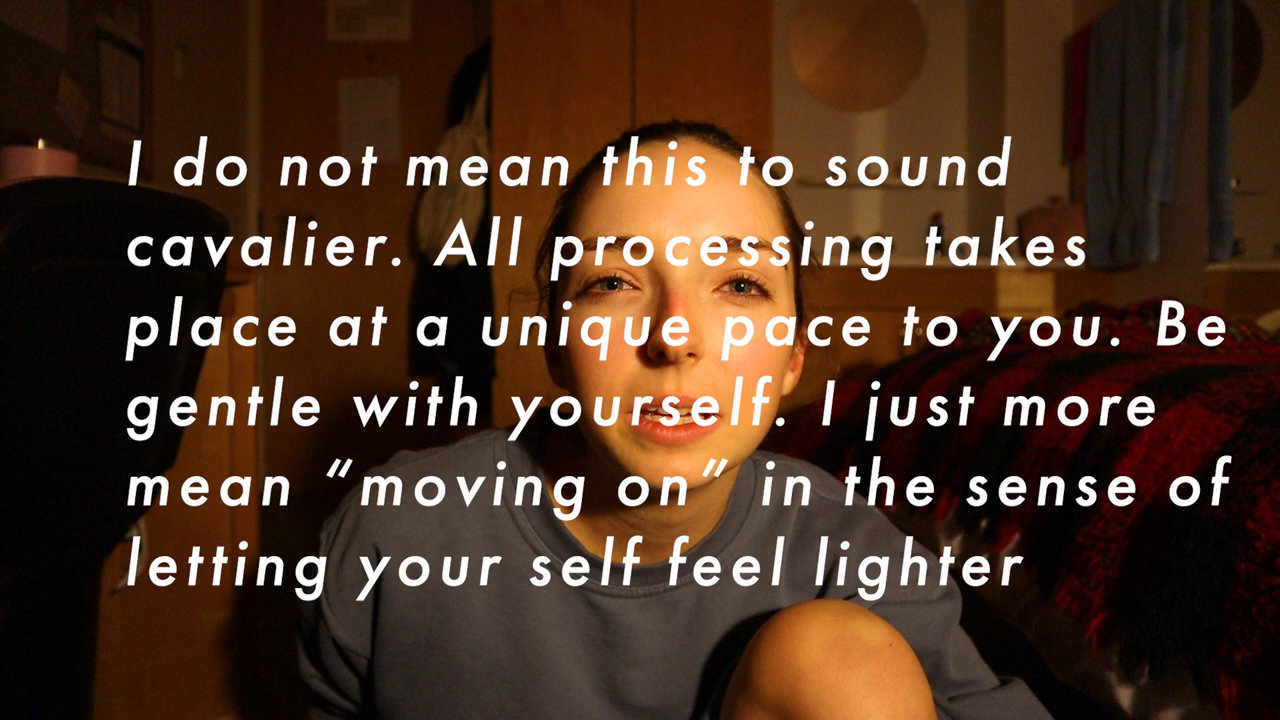 I do not mean this to sound
cavalier. All processing takes
place at a unique pace to you. Be
gentle with yourself. I just more
mean “moving on” in the sense of
letting your self feel lighter